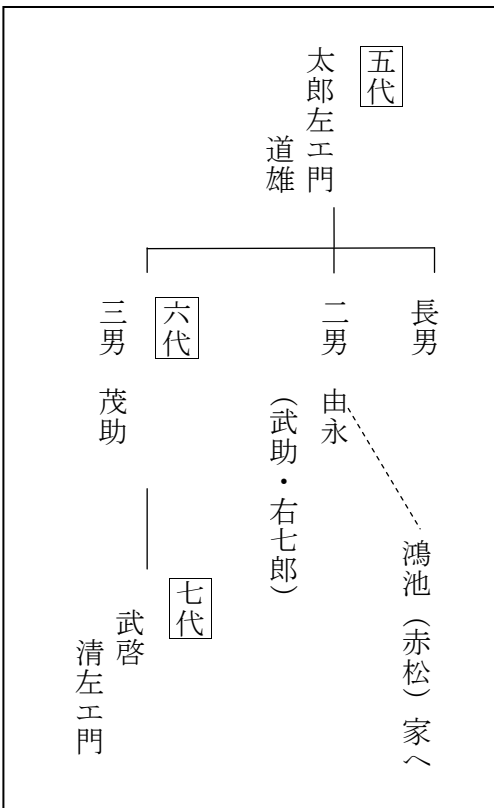 五代
太郎左エ門
道雄
長男
二男　由永
（武助・右七郎）
鴻池（赤松）家へ
六代
三男　茂助
七代
武啓
清左エ門